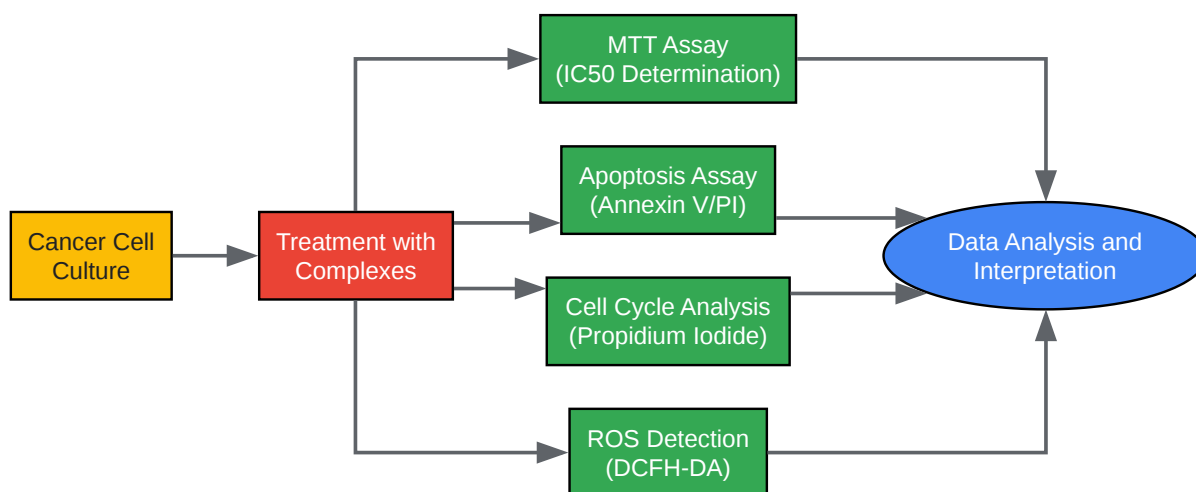 Cancer Cell
Culture
Treatment with
Complexes
MTT Assay
(IC50 Determination)
Apoptosis Assay
(Annexin V/PI)
Cell Cycle Analysis
(Propidium Iodide)
ROS Detection
(DCFH-DA)
Data Analysis and
Interpretation